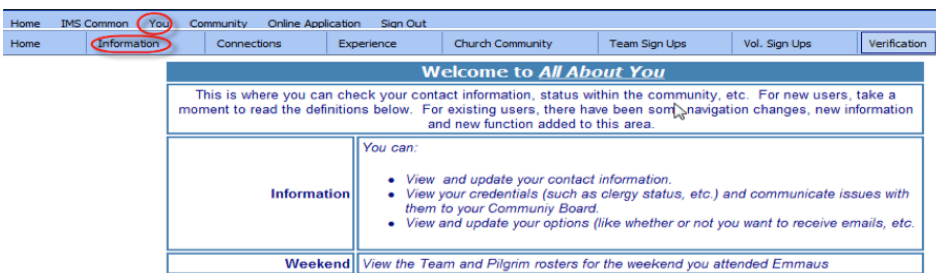 Home IMS Common You Community Online Application Sign Out
Home Information Connections Experience Church Community Team Sign Ups Vol. Sign Ups Verification
Welcome to All About You
This is where you can check your contact information, status within the community, etc. For new users, take a
moment to read the definitions below. For existing users, there have been some navigation changes, new information
and new function added to this area.
You can:
• View and update your contact information.
Information
• View your credentials (such as clergy status, etc.) and communicate issues with
them to your Communiy Board.
• View and update your options (like whether or not you want to receive emails, etc.
Weekend View the Team and Pilgrim rosters for the weekend you attended Emmaus